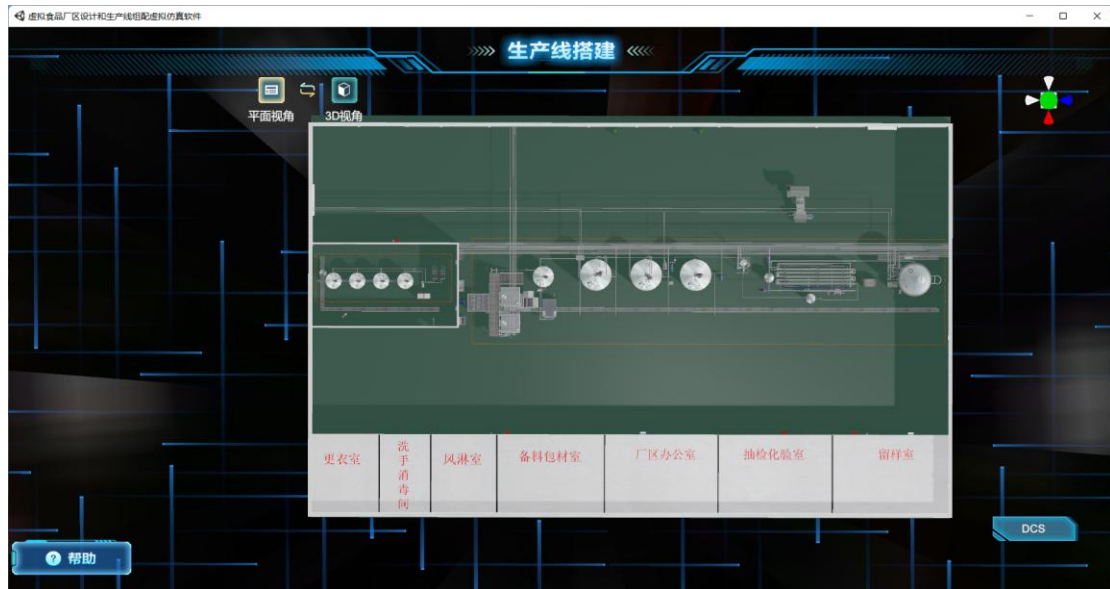 虚拟食品厂区设计和生产线组配虚拟仿真软件
生产线搭建
平面视角
3D视角
更衣室
洗手消毒间
风淋室
备料包材室
厂区办公室
抽检化验室
留样室
DCS
? 帮助